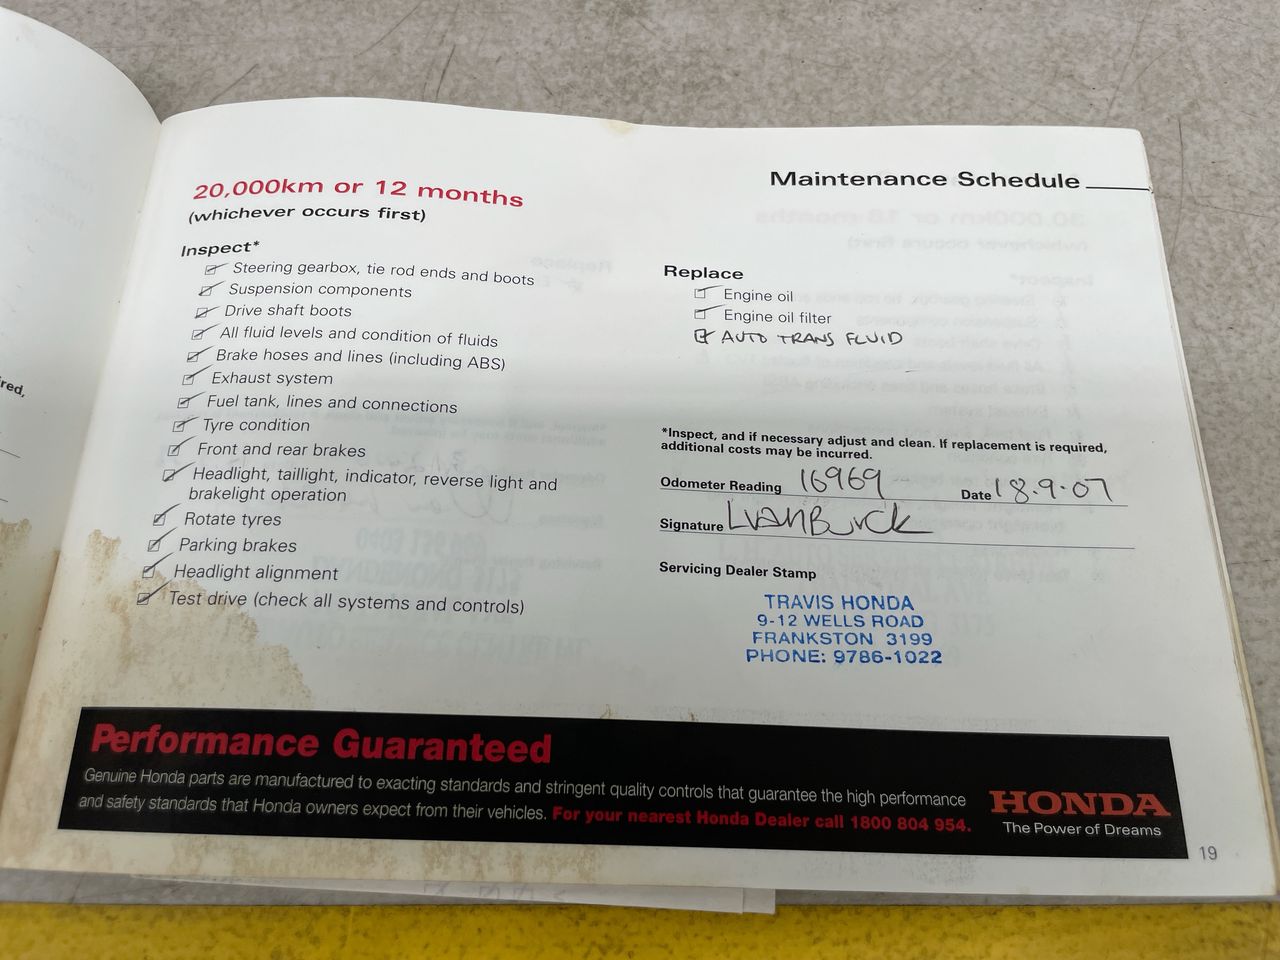 Maintenance Schedule
20,000km or 12 months
(whichever occurs first)
Inspect*
Steering gearbox, tie rod ends and boots
Suspension components
Drive shaft boots
All fluid levels and condition of fluids
Brake hoses and lines (including ABS)
Exhaust system
Fuel tank, lines and connections
Tyre condition
Front and rear brakes
Headlight, taillight, indicator, reverse light and
brakelight operation
Rotate tyres
Parking brakes
Headlight alignment
Test drive (check all systems and controls)
Replace
Engine oil
Engine oil filter
AUTO TRANS FLUID
*Inspect, and if necessary adjust and clean. If replacement is required,
additional costs may be incurred.
Odometer Reading 16969 Date 18.9.07
Signature
Servicing Dealer Stamp
TRAVIS HONDA
9-12 WELLS ROAD
FRANKSTON 3199
PHONE: 9786-1022
Performance Guaranteed
Genuine Honda parts are manufactured to exacting standards and stringent quality controls that guarantee the high performance
and safety standards that Honda owners expect from their vehicles. For your nearest Honda Dealer call 1800 804 954.
HONDA
The Power of Dreams
19